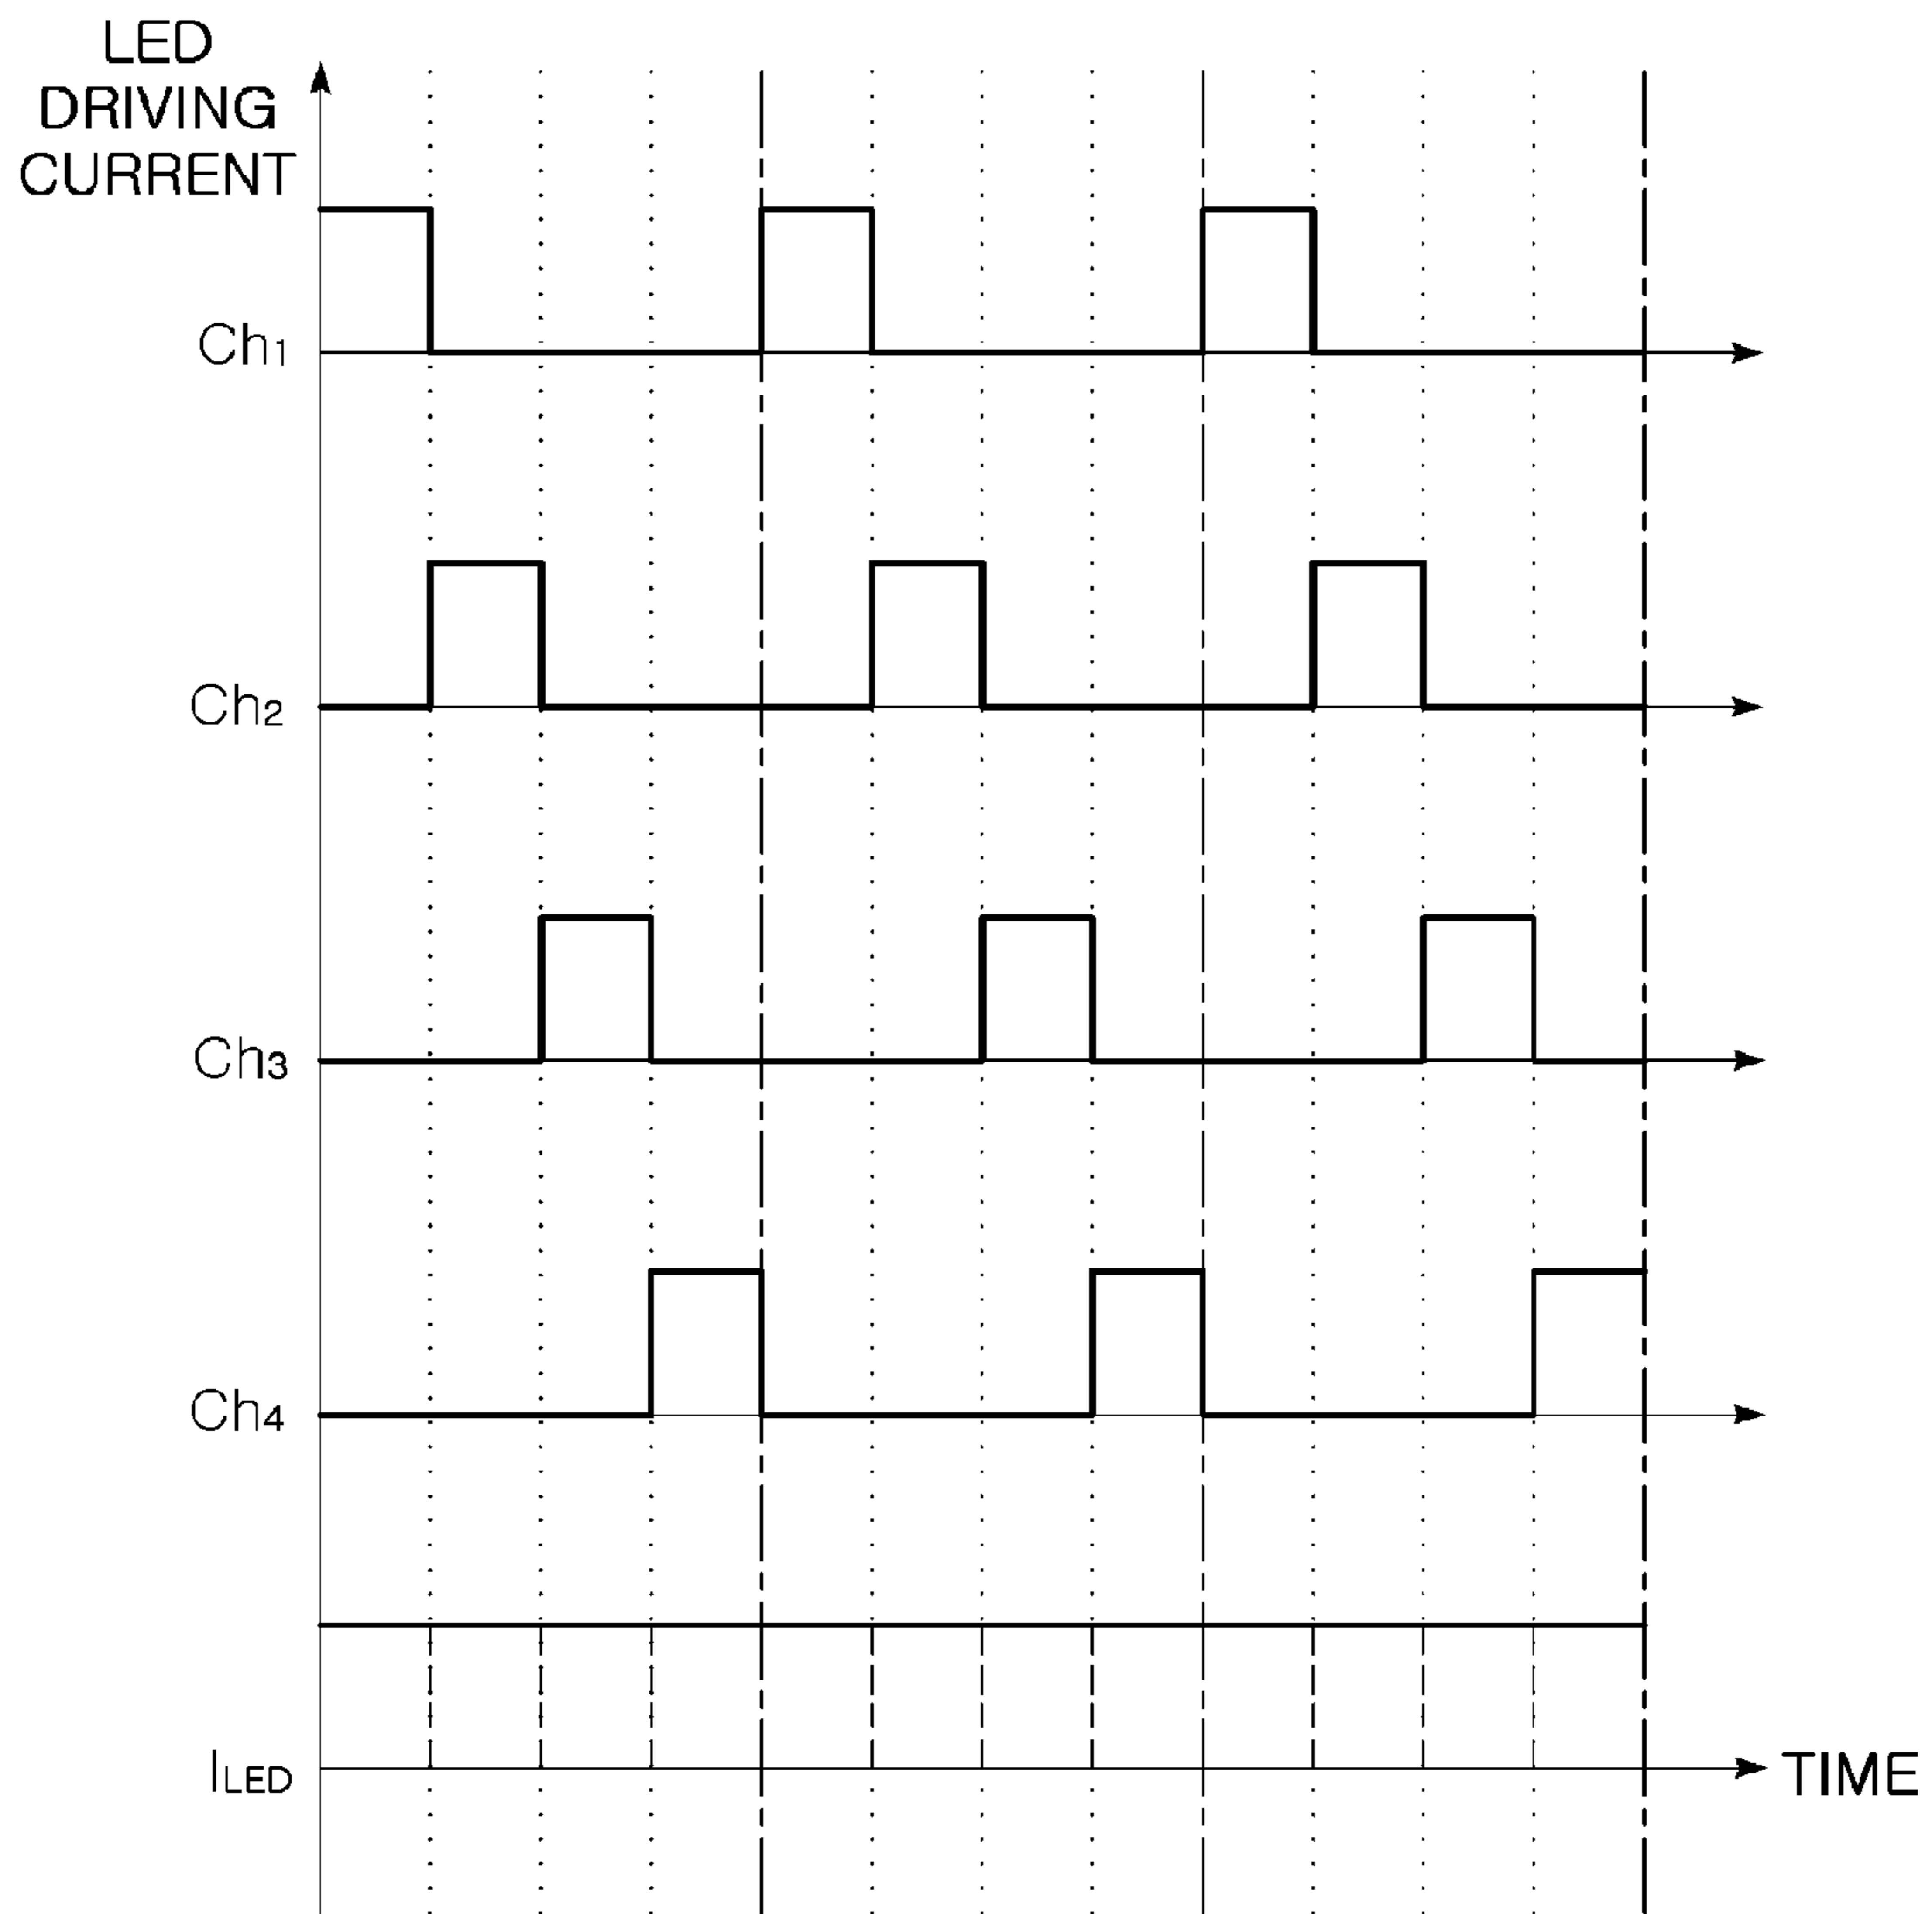 LED
DRIVING
CURRENT
Ch1
Ch2
Ch3
Ch4
ILED
TIME